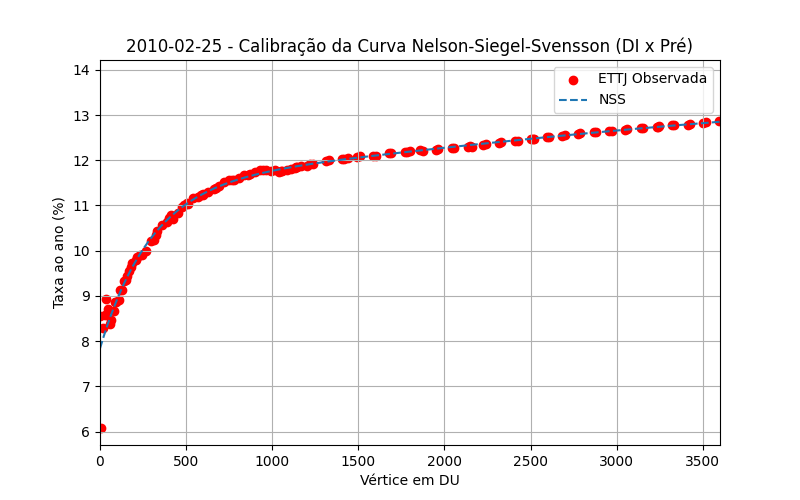 2010-02-25 - Calibração da Curva Nelson-Siegel-Svensson (DI x Pré)
ETTJ Observada
NSS
Taxa ao ano (%)
14
13
12
11
10
9
8
7
6
0 500 1000 1500 2000 2500 3000 3500
Vértice em DU